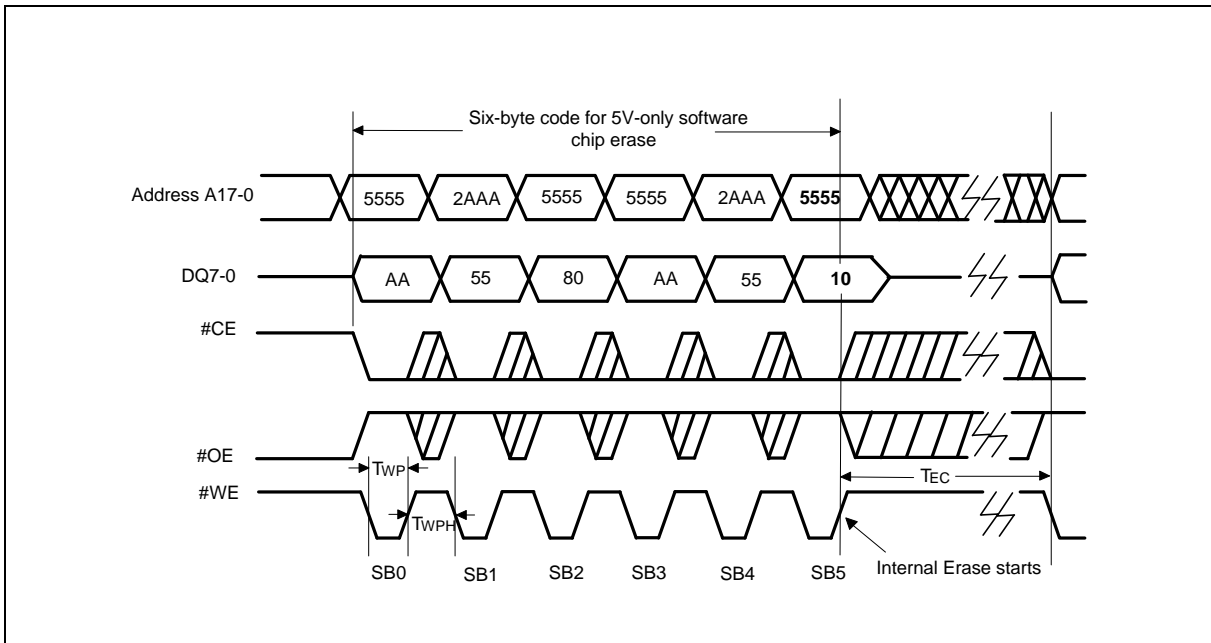 Six-byte code for 5V-only software
chip erase
Address A17-0
5555 2AAA 5555 5555 2AAA 5555
DQ7-0
AA 55 80 AA 55 10
#CE
#OE
TWP
TEC
#WE
TWPH
Internal Erase starts
SB0 SB1 SB2 SB3 SB4 SB5